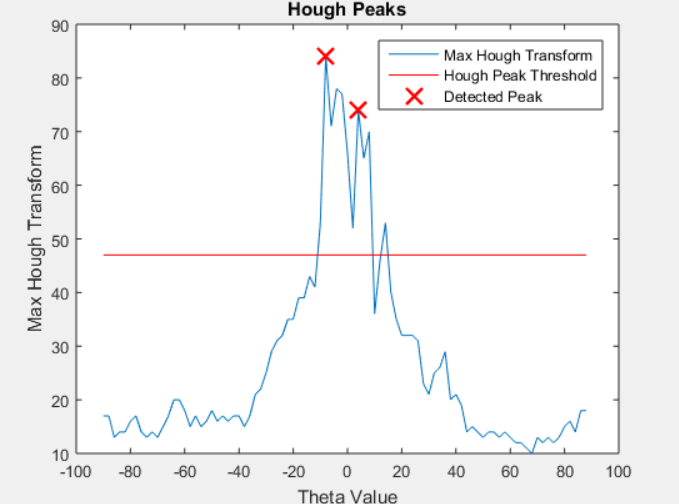 Hough Peaks
90
80
70
60
50
40
30
20
10
Max Hough Transform
Max Hough Transform
Hough Peak Threshold
Detected Peak
-100 -80 -60 -40 -20 0 20 40 60 80 100
Theta Value